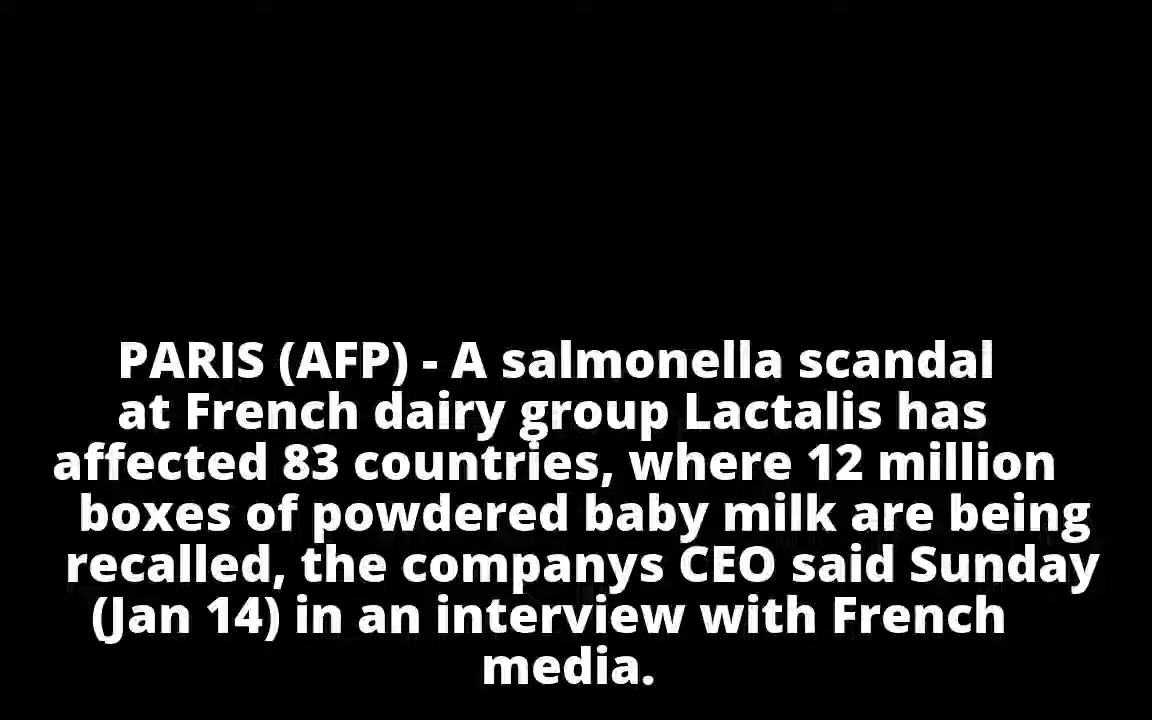 PARIS (AFP) - A salmonella scandal
at French dairy group Lactalis has
affected 83 countries, where 12 million
boxes of powdered baby milk are being
recalled, the companys CEO said Sunday
(Jan 14) in an interview with French
media.